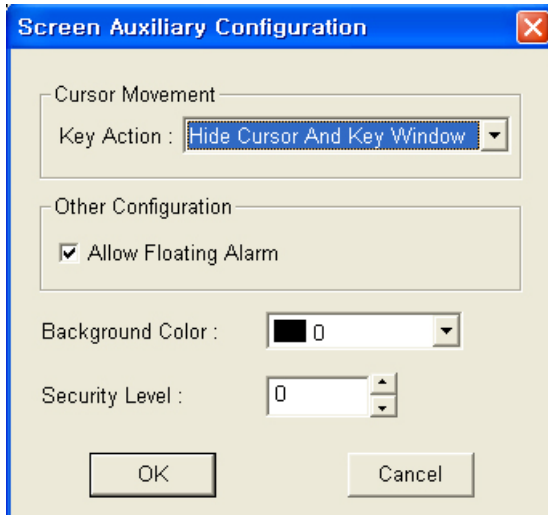 Screen Auxiliary Configuration
Cursor Movement
Key Action : Hide Cursor And Key Window
Other Configuration
Allow Floating Alarm
Background Color : 0
Security Level : 0
OK Cancel